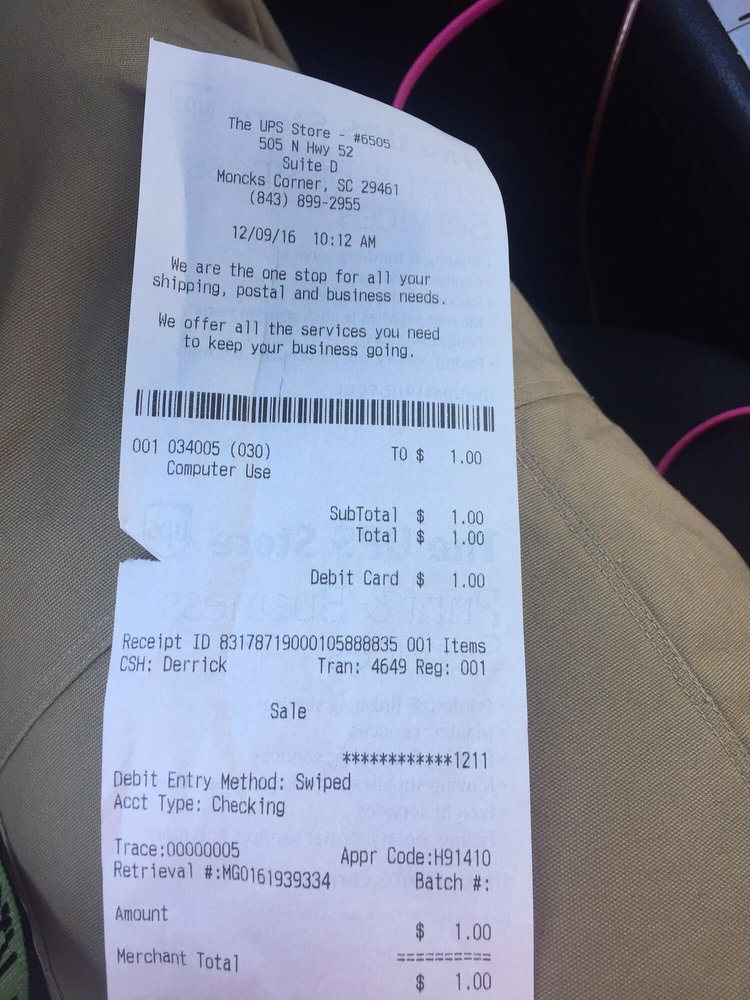 The UPS Store - #6505
505 N Hwy 52
Suite D
Moncks Corner, SC 29461
(843) 899-2955
12/09/16 10:12 AM
We are the one stop for all your
shipping, postal and business needs.
We offer all the services you need
to keep your business going.
001 034005 (030) TO $ 1.00
Computer Use
SubTotal $ 1.00
Total $ 1.00
Debit Card $ 1.00
Receipt ID 83178719000105888835 001 Items
CSH: Derrick Tran: 4649 Reg: 001
Sale
************1211
Debit Entry Method: Swiped
Acct Type: Checking
Trace:00000005 Appr Code:H91410
Retrieval #:MG0161939334 Batch #:
Amount $ 1.00
===========
Merchant Total $ 1.00